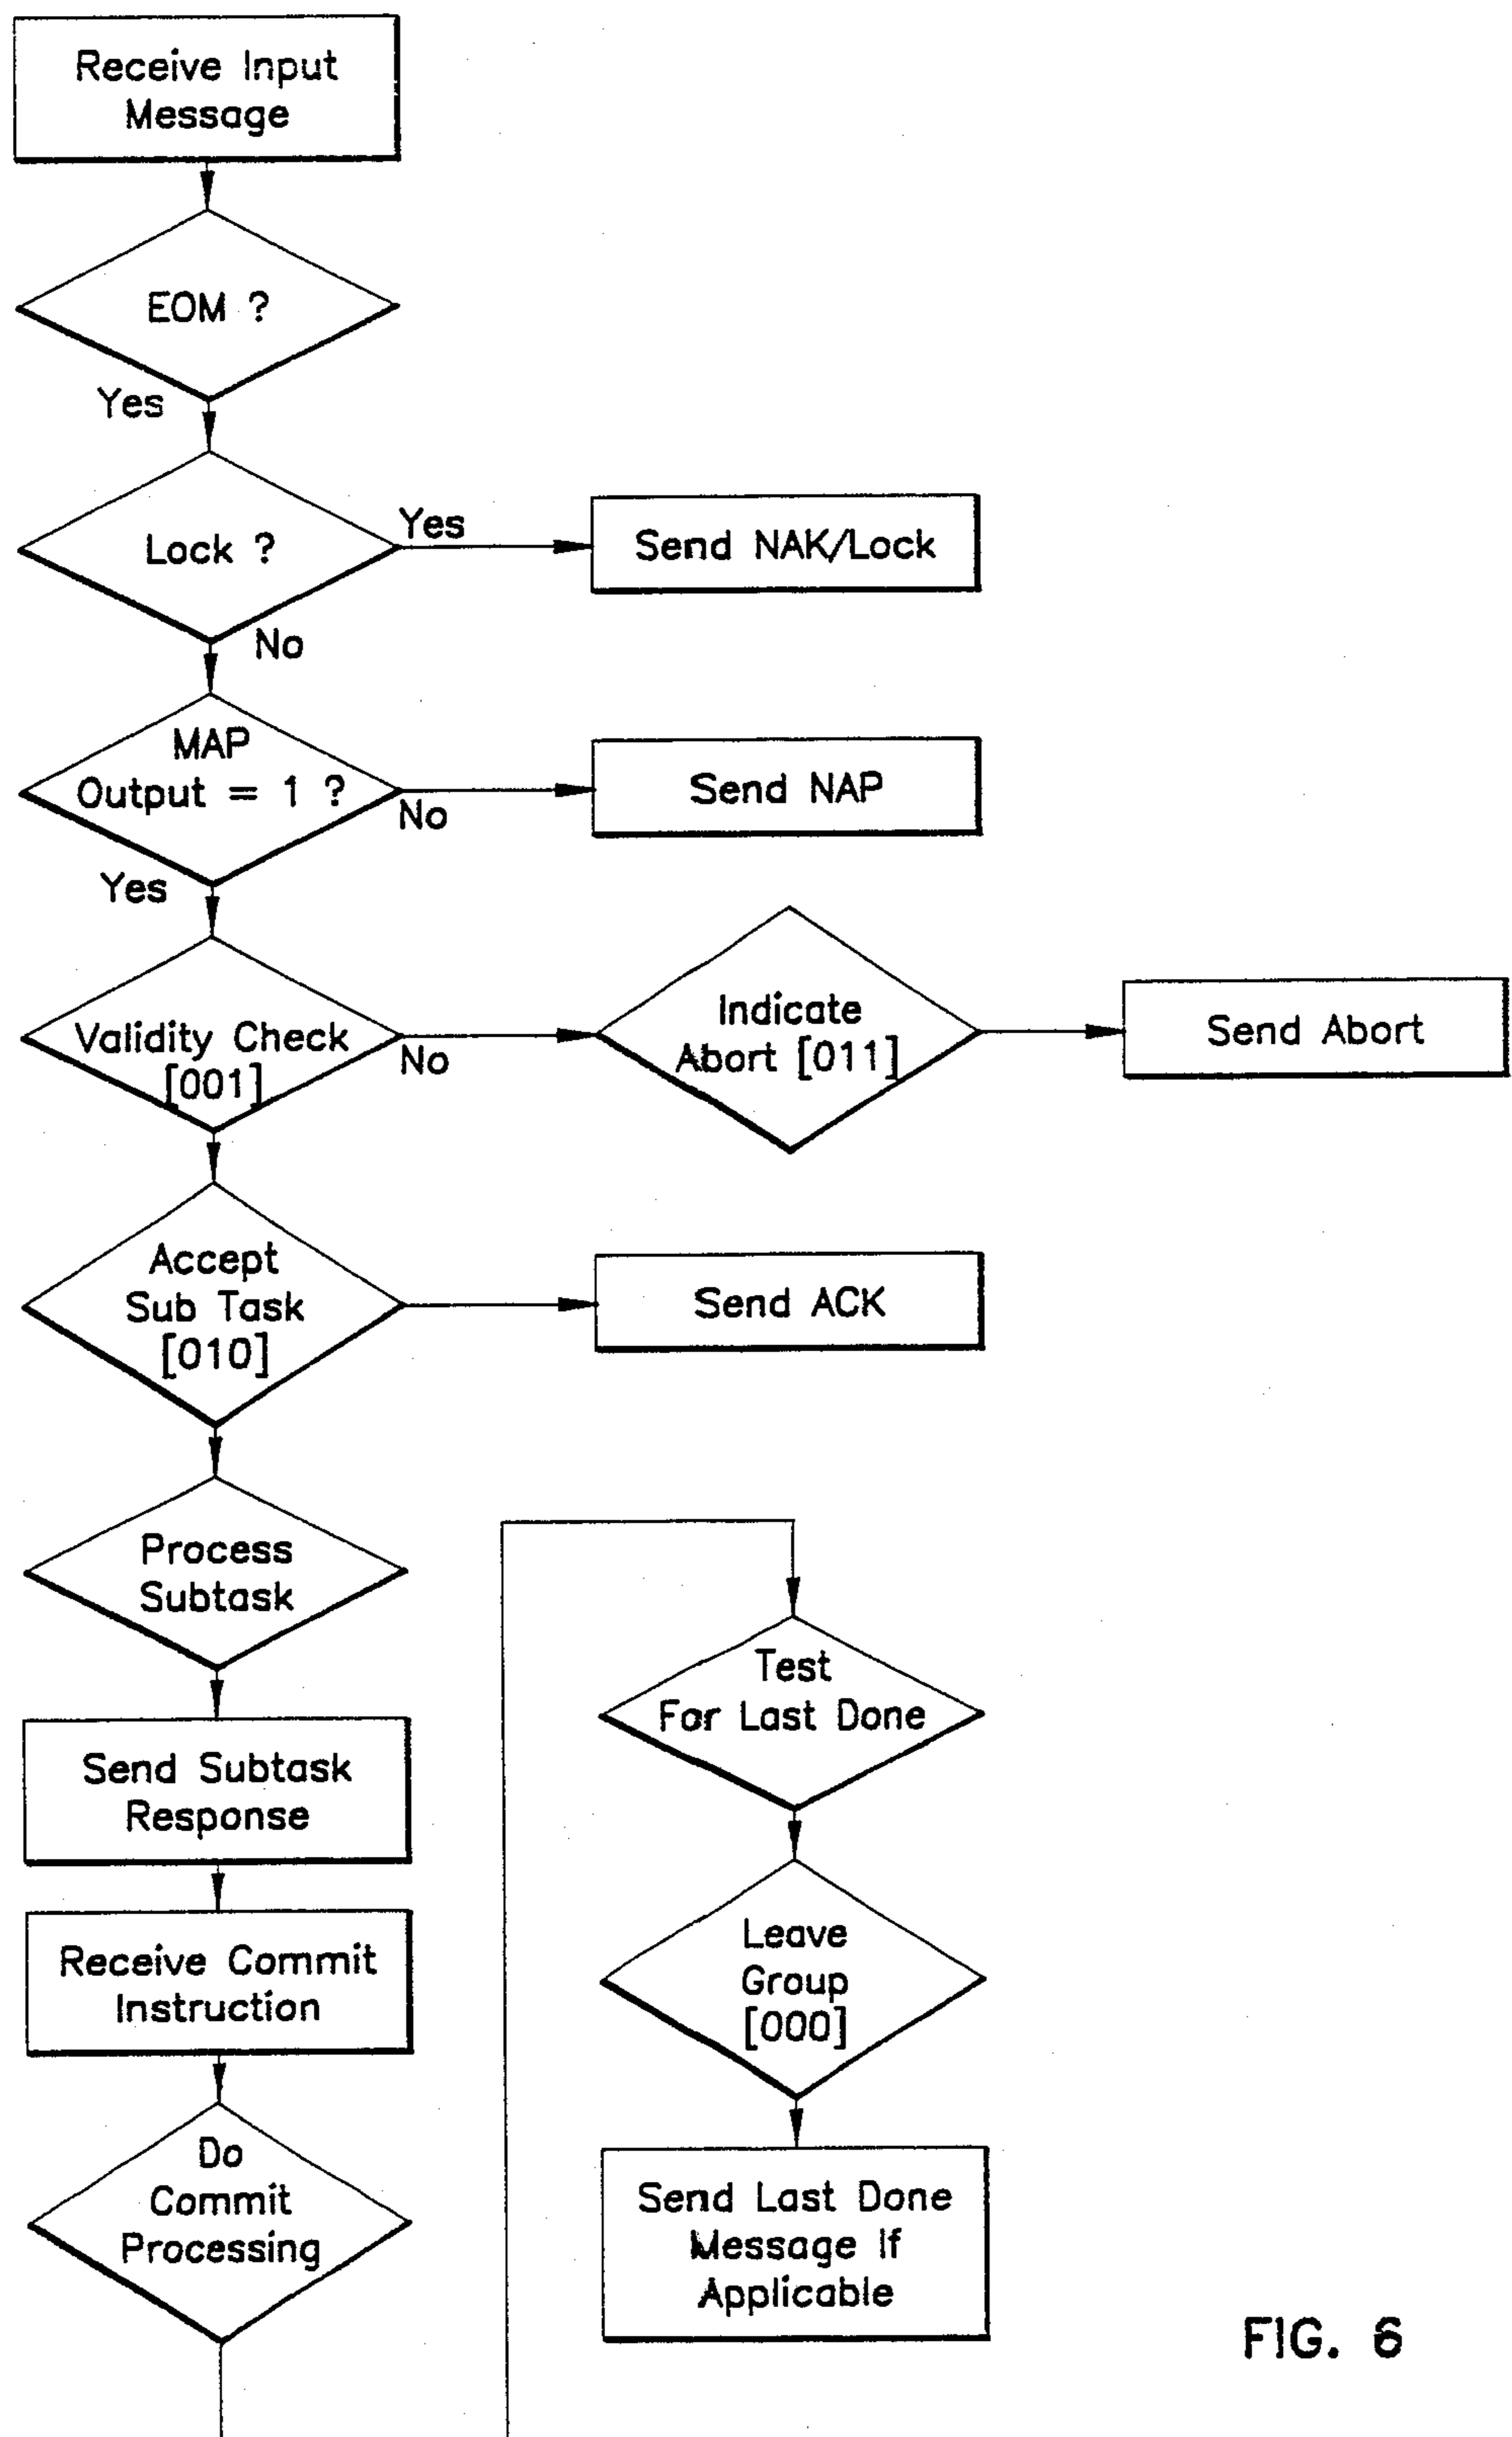 Receive Input
Message
EOM ?
Yes
Lock ?
Yes
Send NAK/Lock
No
MAP
Output = 1 ?
No
Send NAP
Yes
Validity Check
[001]
No
Indicate
Abort [011]
Send Abort
Accept
Sub Task
[010]
Send ACK
Process
Subtask
Send Subtask
Response
Receive Commit
Instruction
Do
Commit
Processing
Test
For Last Done
Leave
Group
[000]
Send Last Done
Message If
Applicable
FIG. 6